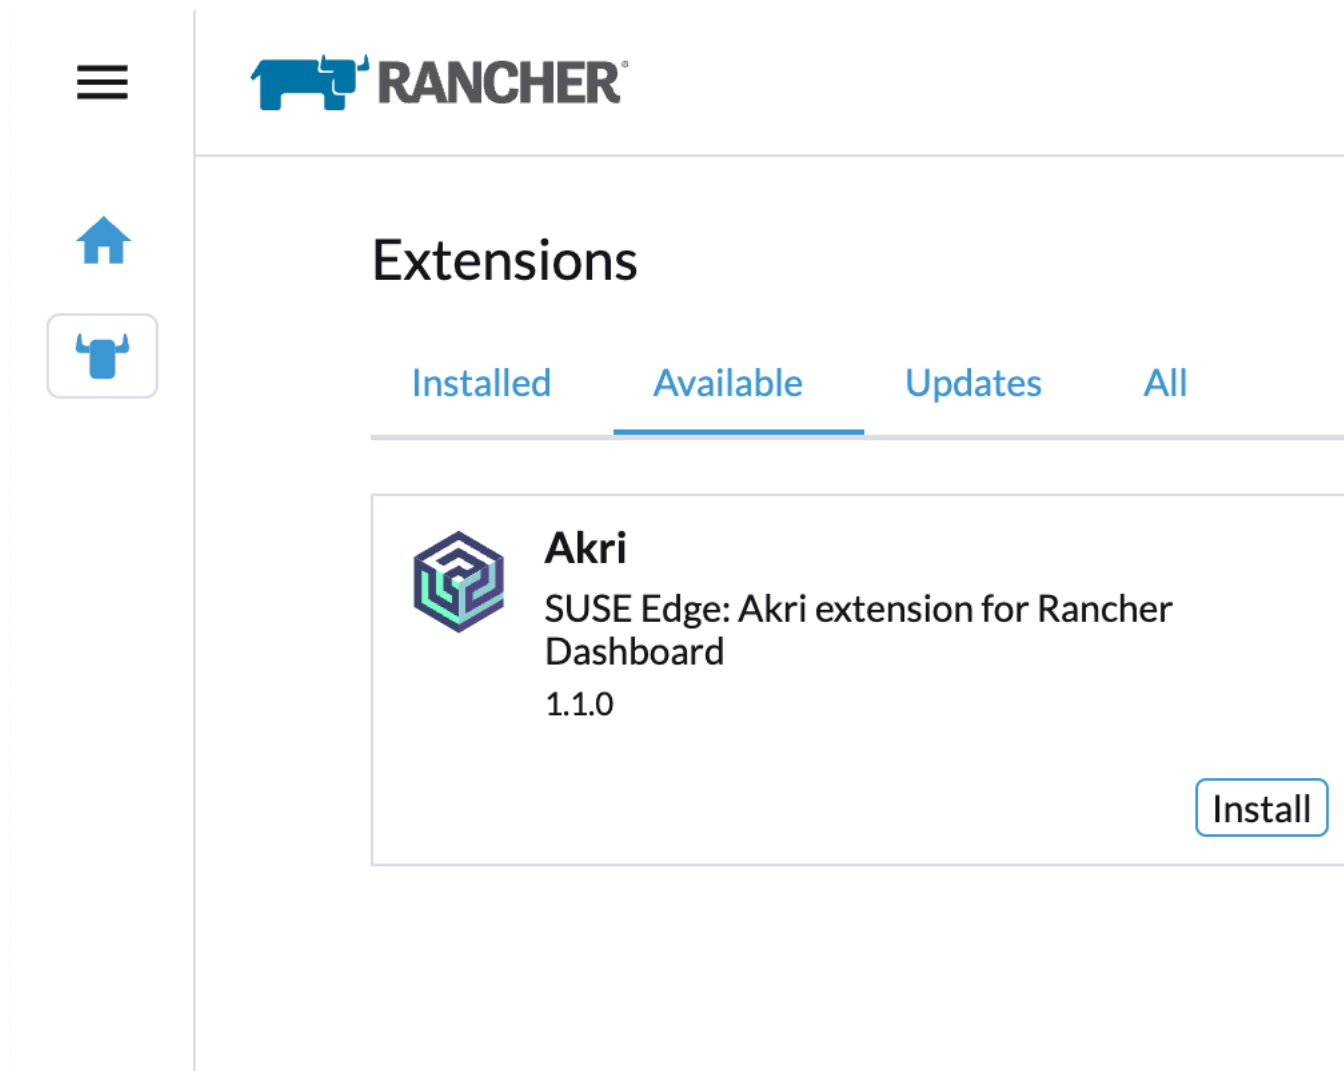 RANCHER®
Extensions
Installed Available Updates All
Akri
SUSE Edge: Akri extension for Rancher
Dashboard
1.1.0
Install